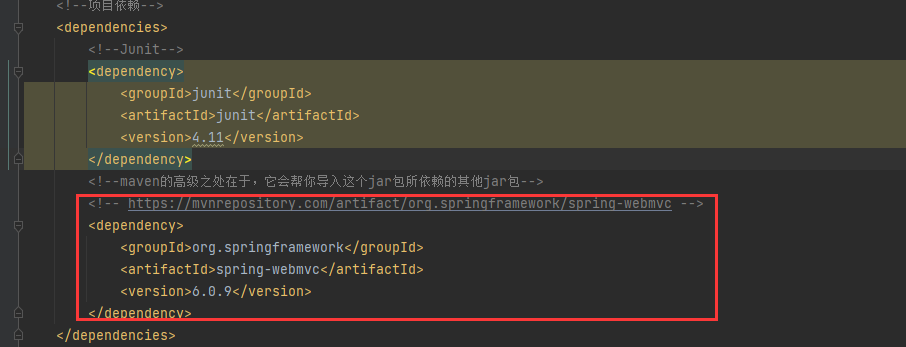 <!--项目依赖-->
<dependencies>
<!--Junit-->
<dependency>
<groupId>junit</groupId>
<artifactId>junit</artifactId>
<version>4.11</version>
</dependency>
<!--maven的高级之处在于，它会帮你导入这个jar包所依赖的其他jar包-->
<!-- https://mvnrepository.com/artifact/org.springframework/spring-webmvc -->
<dependency>
<groupId>org.springframework</groupId>
<artifactId>spring-webmvc</artifactId>
<version>6.0.9</version>
</dependency>
</dependencies>